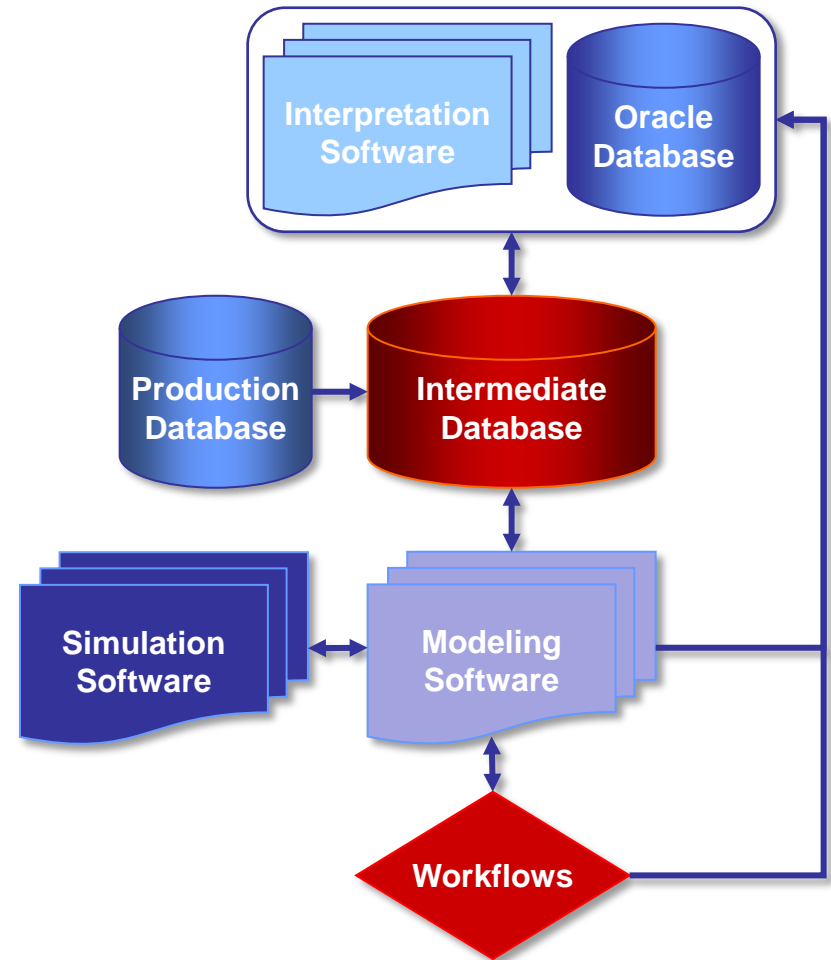 Interpretation
Software
Oracle
Database
Production
Database
Intermediate
Database
Simulation
Software
Modeling
Software
Workflows